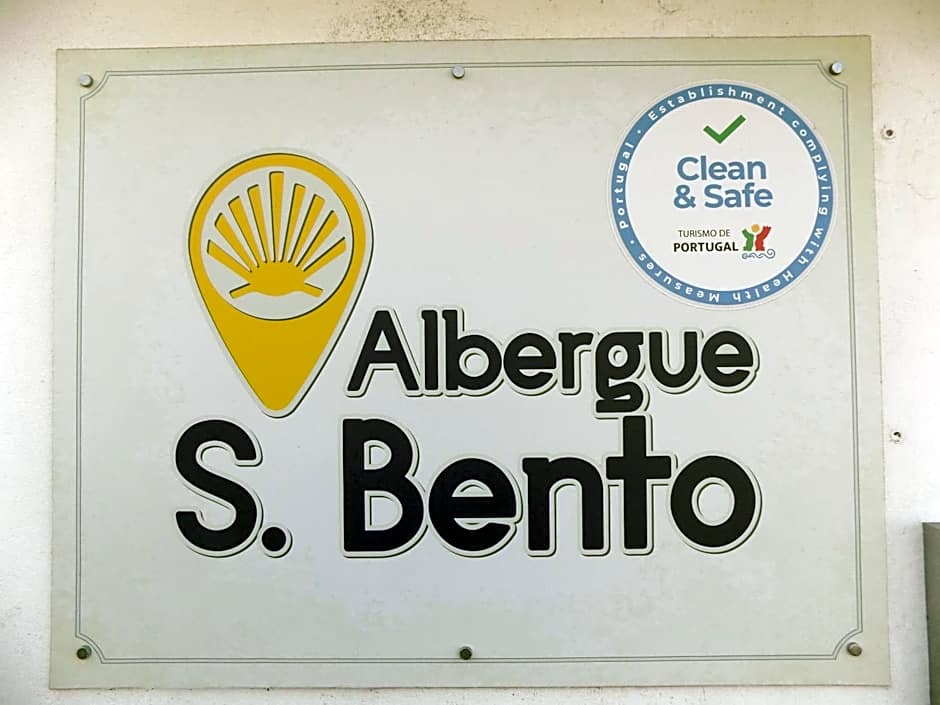 Portugal • Establishment complying with Health Measures •
Clean
& Safe
TURISMO DE
PORTUGAL
Albergue
S. Bento